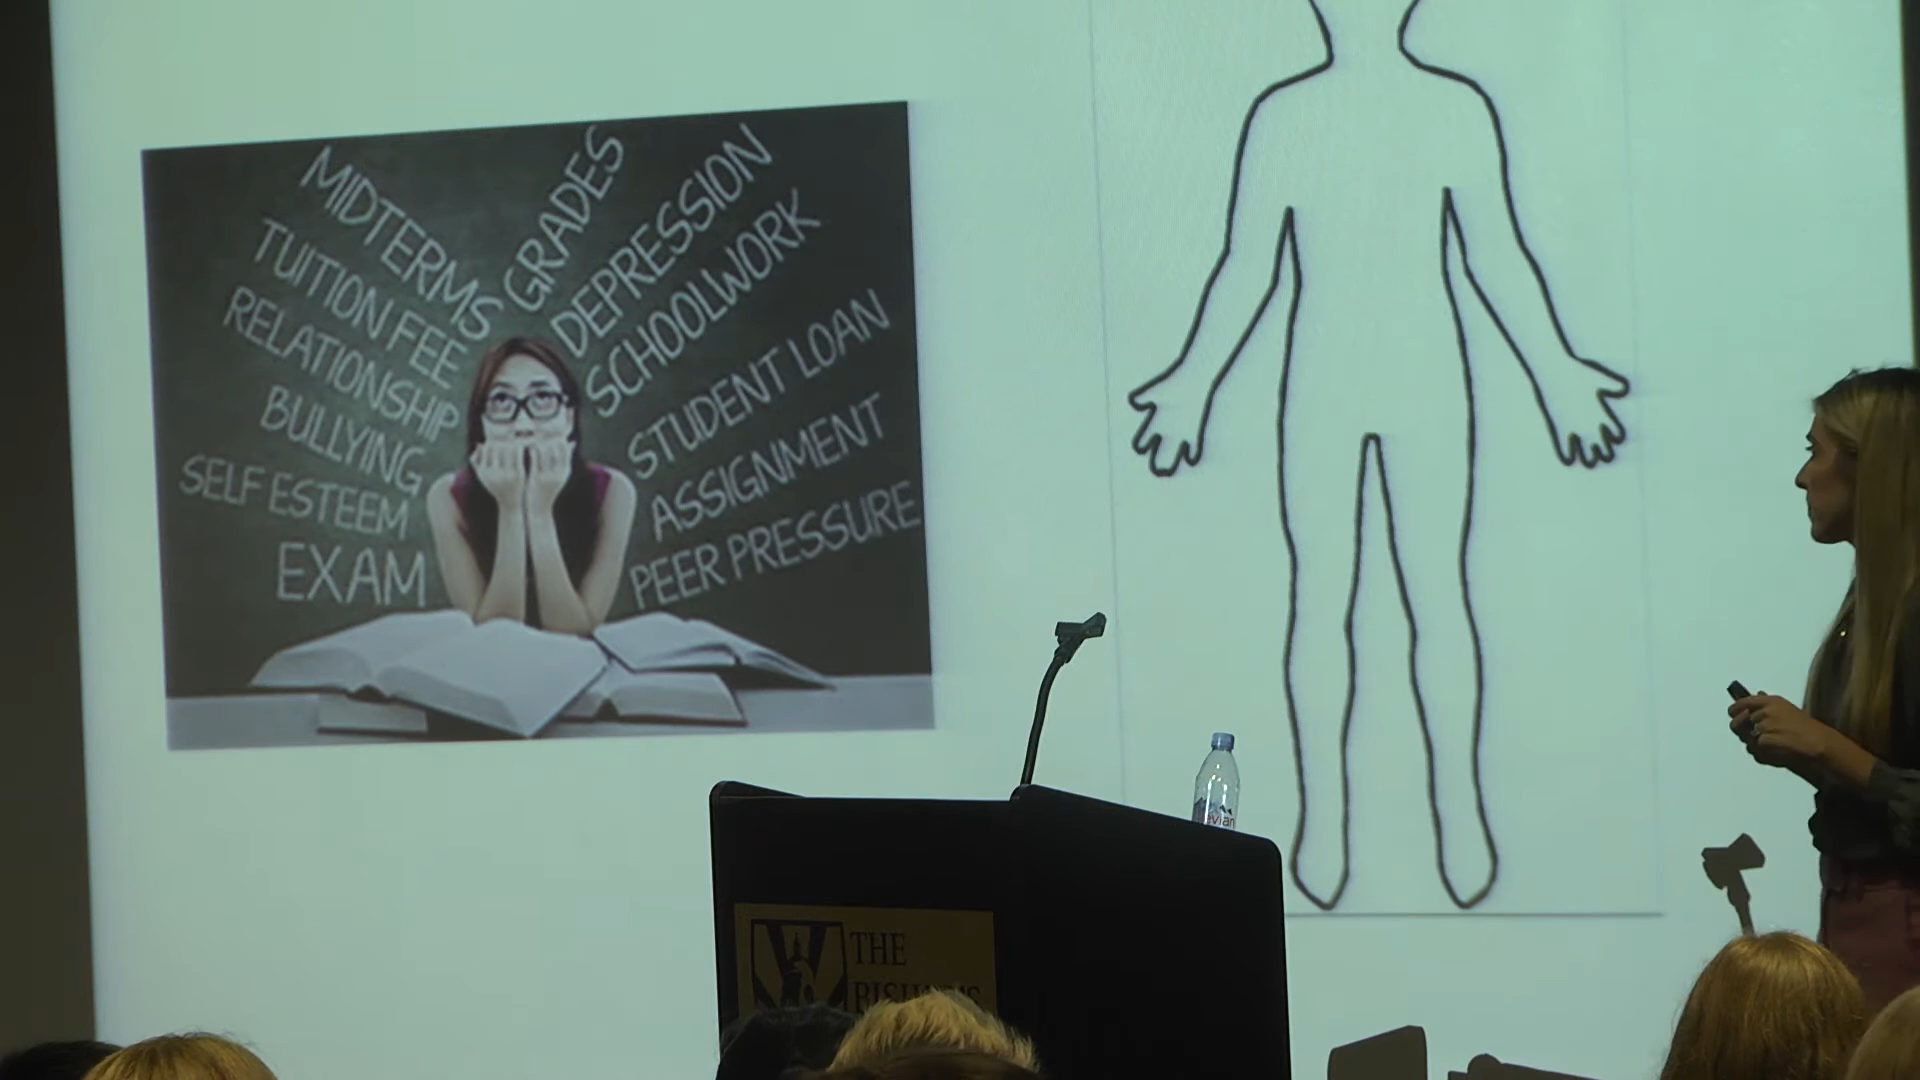 MIDTERMS
GRADES
DEPRESSION
TUITION FEE
SCHOOLWORK
RELATIONSHIP
STUDENT LOAN
BULLYING
ASSIGNMENT
SELF ESTEEM
PEER PRESSURE
EXAM
evian
THE